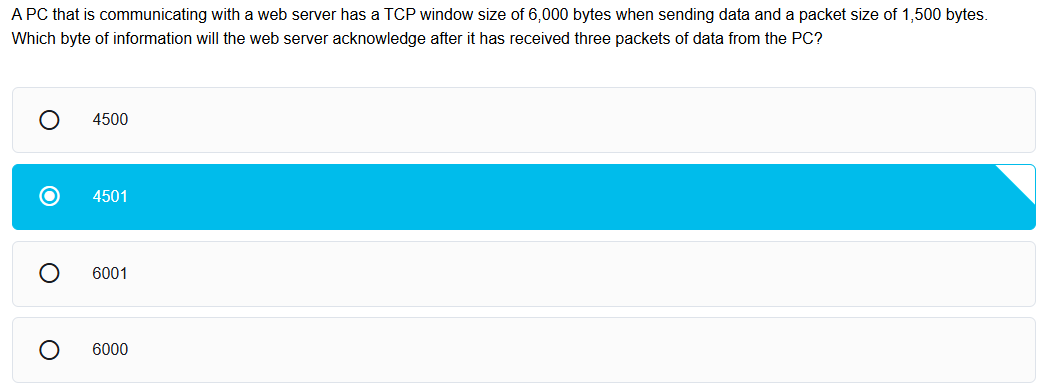 A PC that is communicating with a web server has a TCP window size of 6,000 bytes when sending data and a packet size of 1,500 bytes.
Which byte of information will the web server acknowledge after it has received three packets of data from the PC?
4500
4501
6001
6000